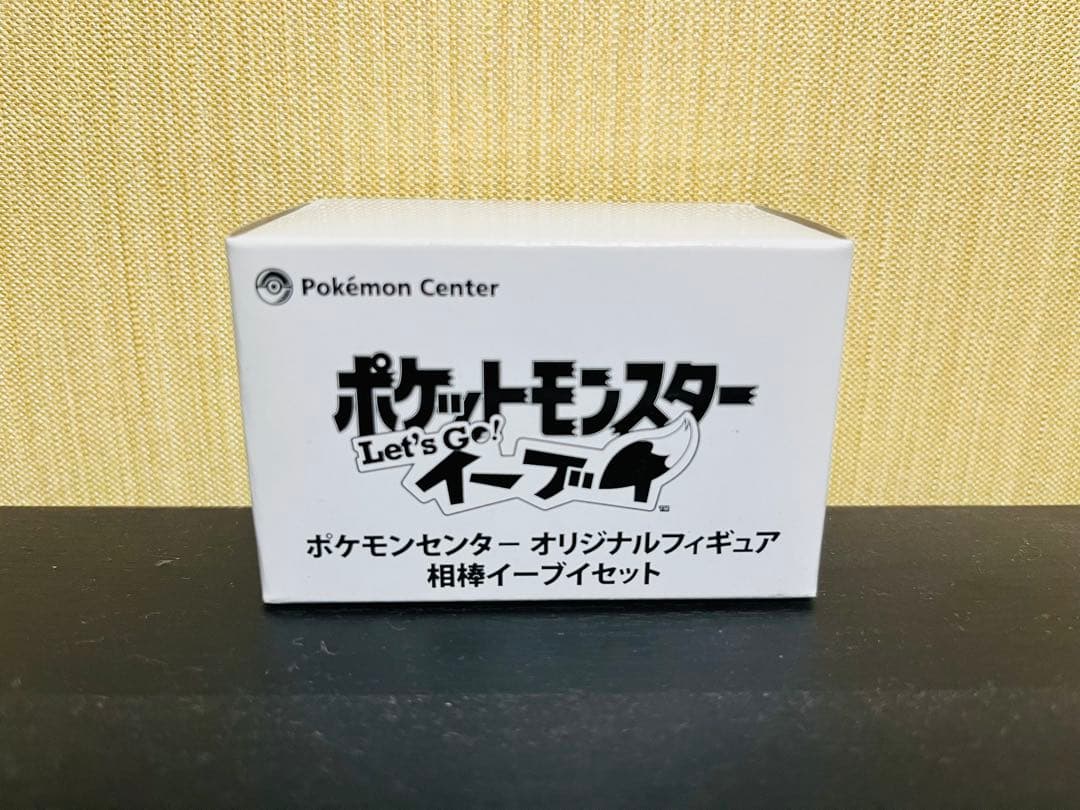 Pokémon Center
ポケットモンスター
Let's GO!
イーブイ
™
ポケモンセンター オリジナルフィギュア
相棒イーブイセット